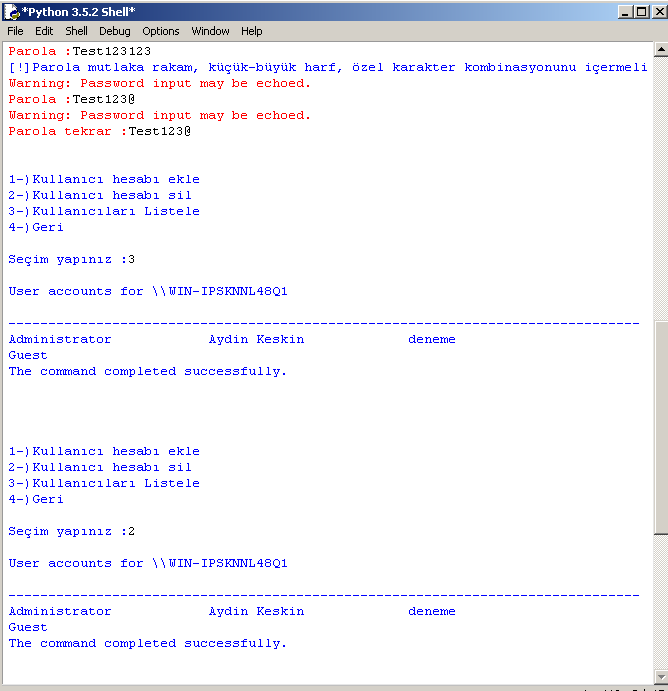 *Python 3.5.2 Shell*
File Edit Shell Debug Options Window Help
Parola :Test123123
[!]Parola mutlaka rakam, küçük-büyük harf, özel karakter kombinasyonunu içermeli
Warning: Password input may be echoed.
Parola :Test123@
Warning: Password input may be echoed.
Parola tekrar :Test123@
1-)Kullanıcı hesabı ekle
2-)Kullanıcı hesabı sil
3-)Kullanıcıları Listele
4-)Geri
Seçim yapınız :3
User accounts for \\WIN-IPSKNNL48Q1
-------------------------------------------------------------------------------
Administrator Aydin Keskin deneme
Guest
The command completed successfully.
1-)Kullanıcı hesabı ekle
2-)Kullanıcı hesabı sil
3-)Kullanıcıları Listele
4-)Geri
Seçim yapınız :2
User accounts for \\WIN-IPSKNNL48Q1
-------------------------------------------------------------------------------
Administrator Aydin Keskin deneme
Guest
The command completed successfully.